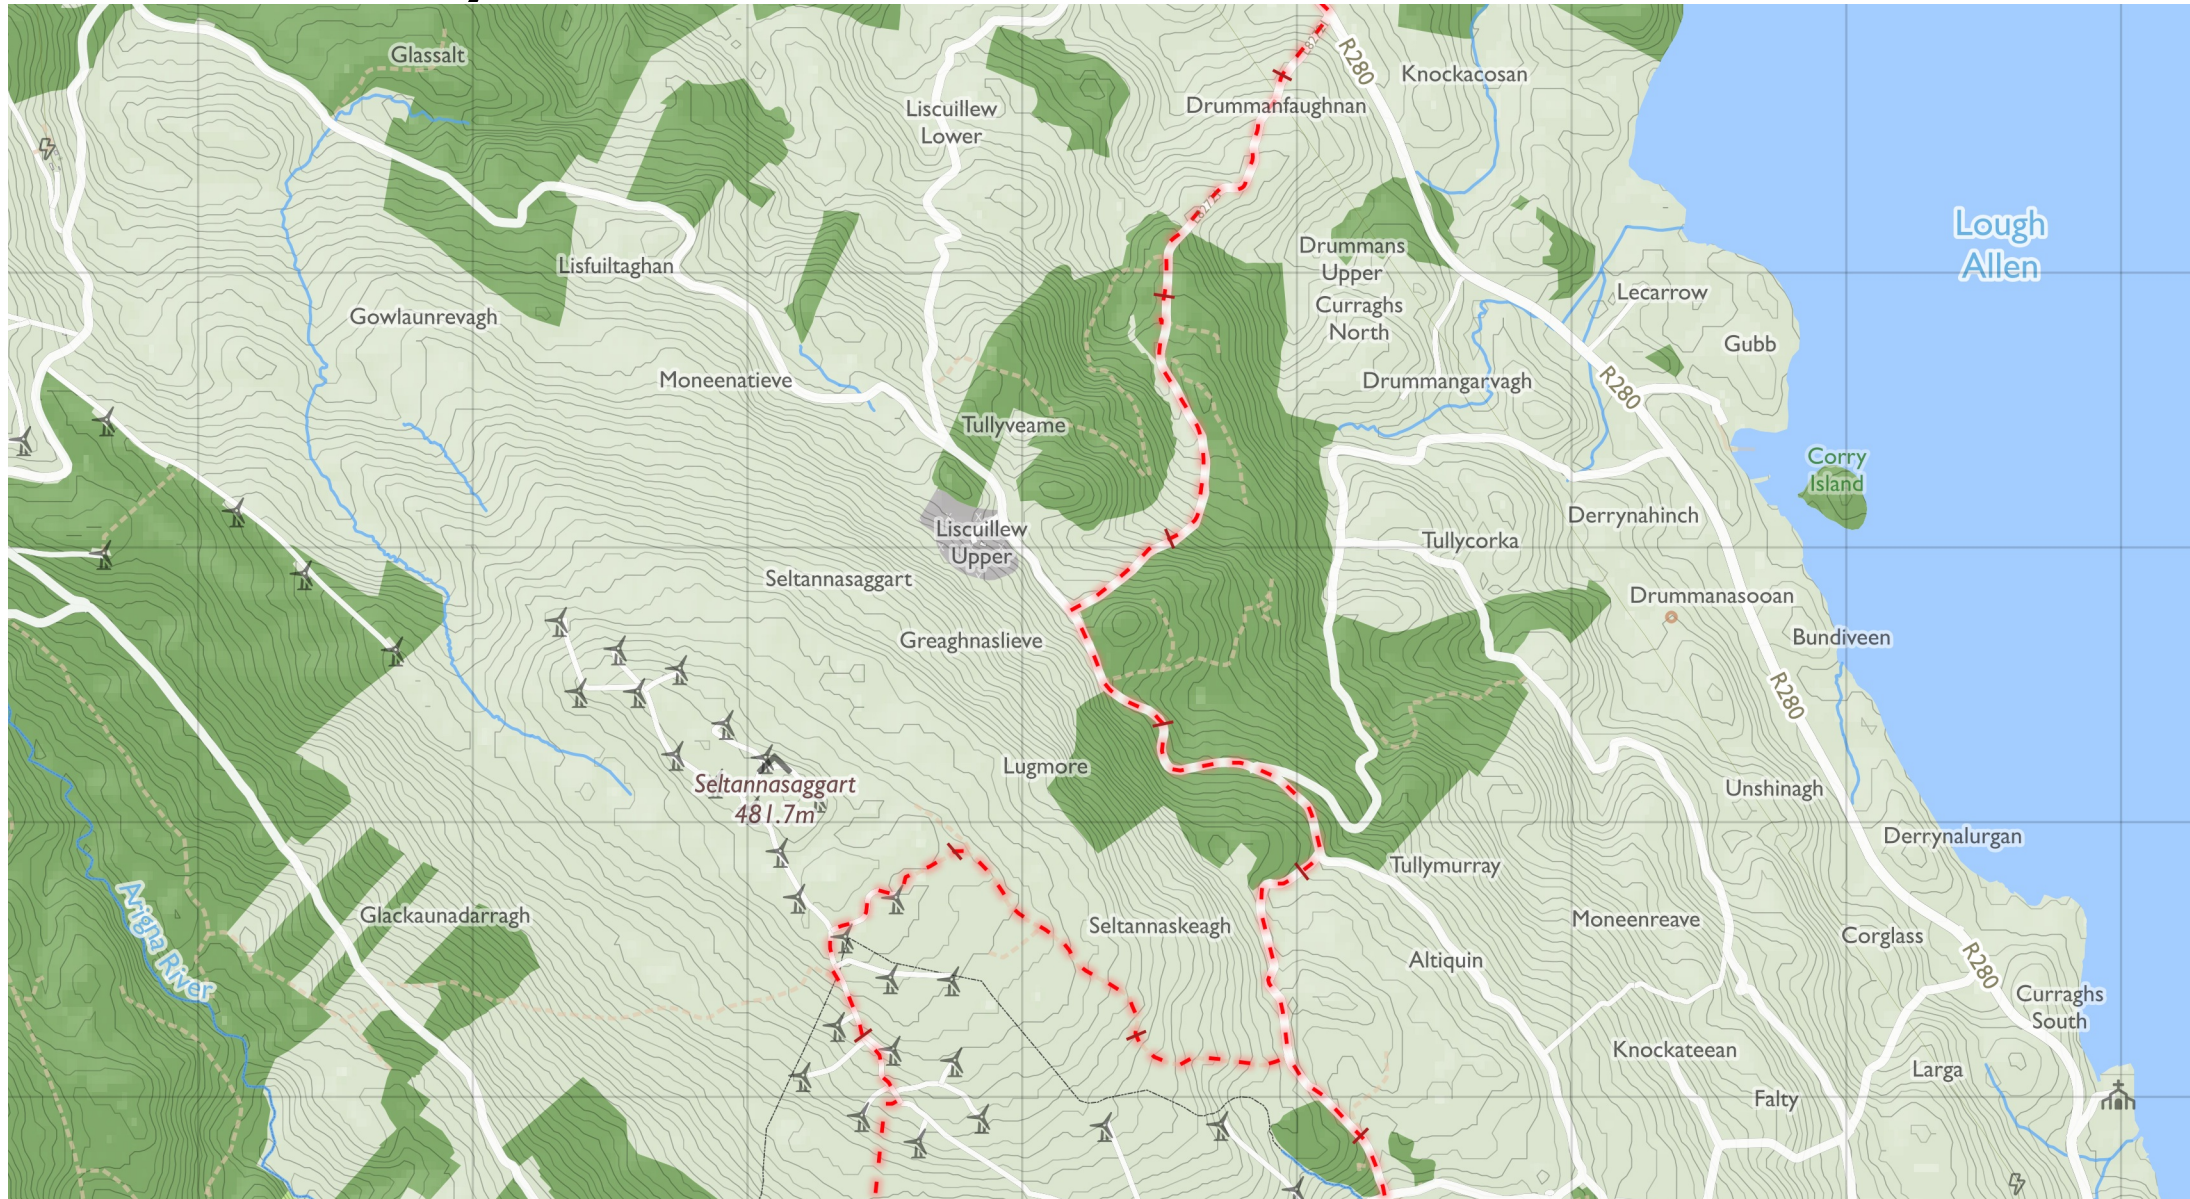 Glassalt
R280
Knockacosan
Liscuillew
Lower
Drummanfaughnan
Lough
Allen
Drummans
Upper
Lisfuiltaghan
Lecarrow
Gowlaunrevagh
Curraghs
North
Gubb
Moneenatieve
Drummangarvagh
R280
Tullyveame
Corry
Island
Derrynahinch
Liscuillew
Upper
Tullycorka
Seltannasaggart
Drummanasooan
Greaghnaslieve
Bundiveen
R280
Lugmore
Seltannasaggart
481.7m
Unshinagh
Derrynalurgan
Tullymurray
Arigna River
Glackaunadarragh
Seltannaskeagh
Moneenreave
Corglass
Altiquin
R280
Curraghs
South
Knockateean
Larga
Falty